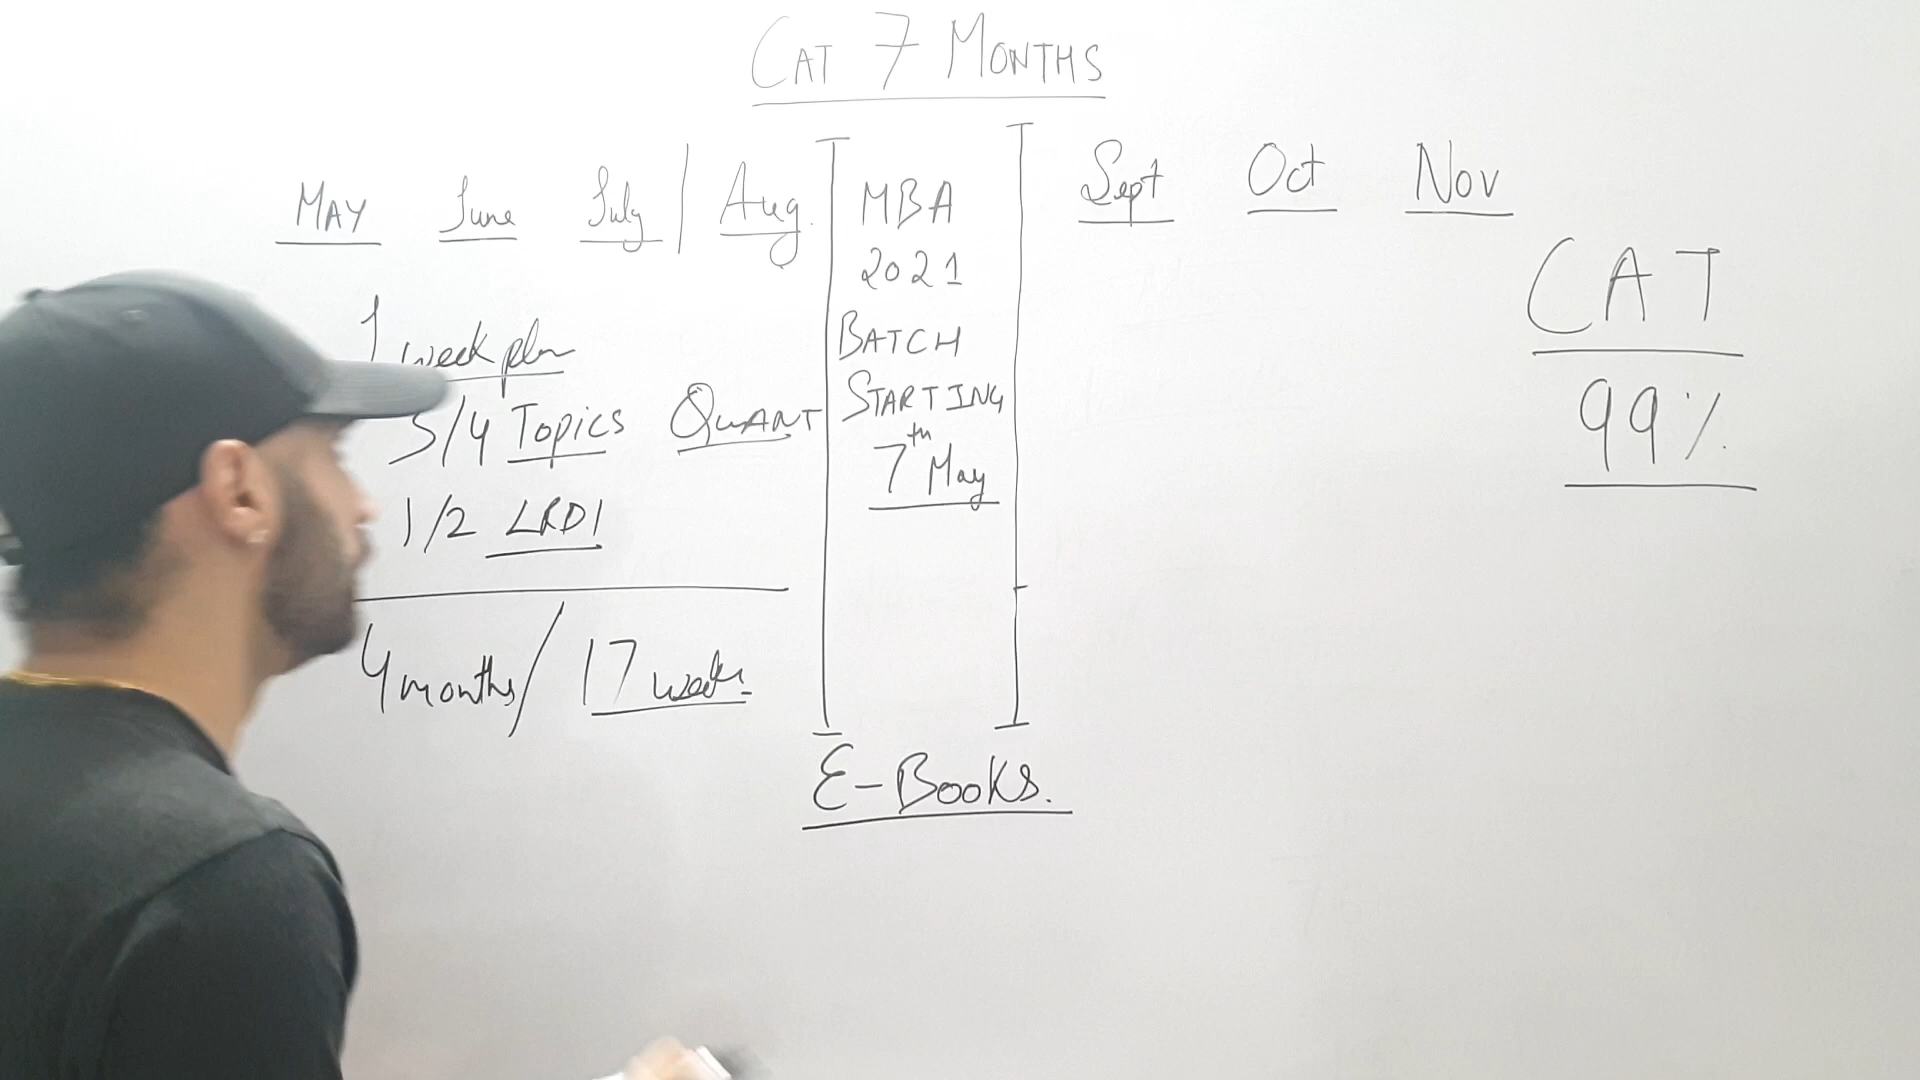 CAT 7 MONTHS
MAY June July / Aug.
1 week plan
3/4 Topics QUANT
1/2 LRDI
4 months / 17 weeks.
MBA
2021
BATCH
STARTING
7th May
E-BOOKS.
Sept Oct Nov
CAT
99%